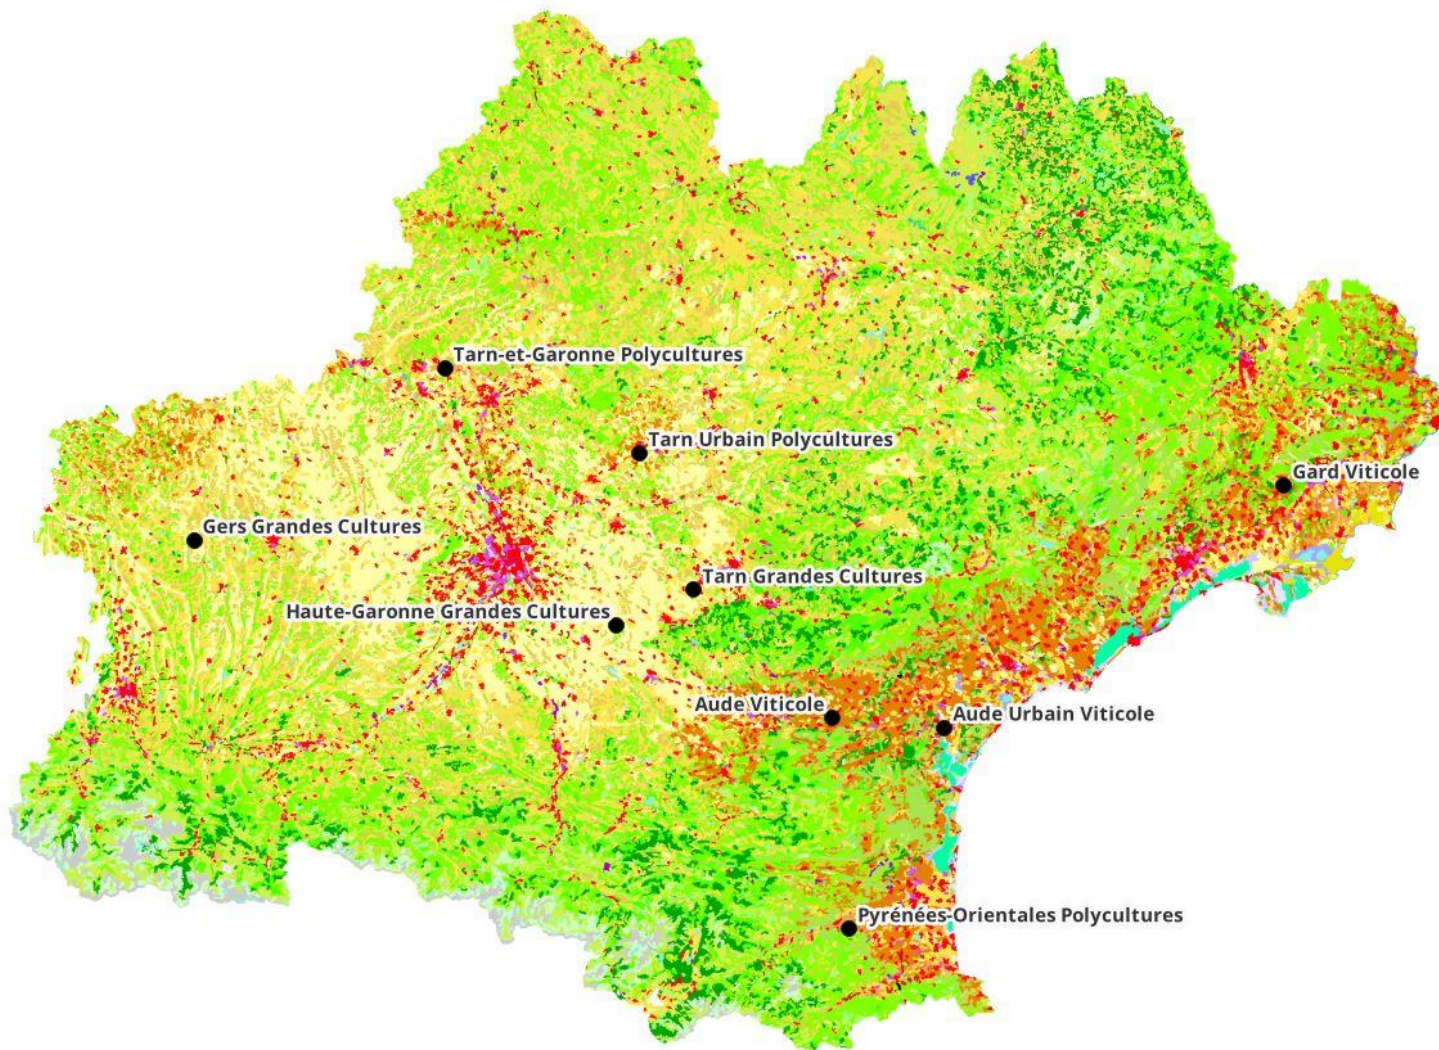 Tarn-et-Garonne Polycultures
Tarn Urbain Polycultures
Gard Viticole
Gers Grandes Cultures
Tarn Grandes Cultures
Haute-Garonne Grandes Cultures
Aude Viticole
Aude Urbain Viticole
Pyrénées-Orientales Polycultures